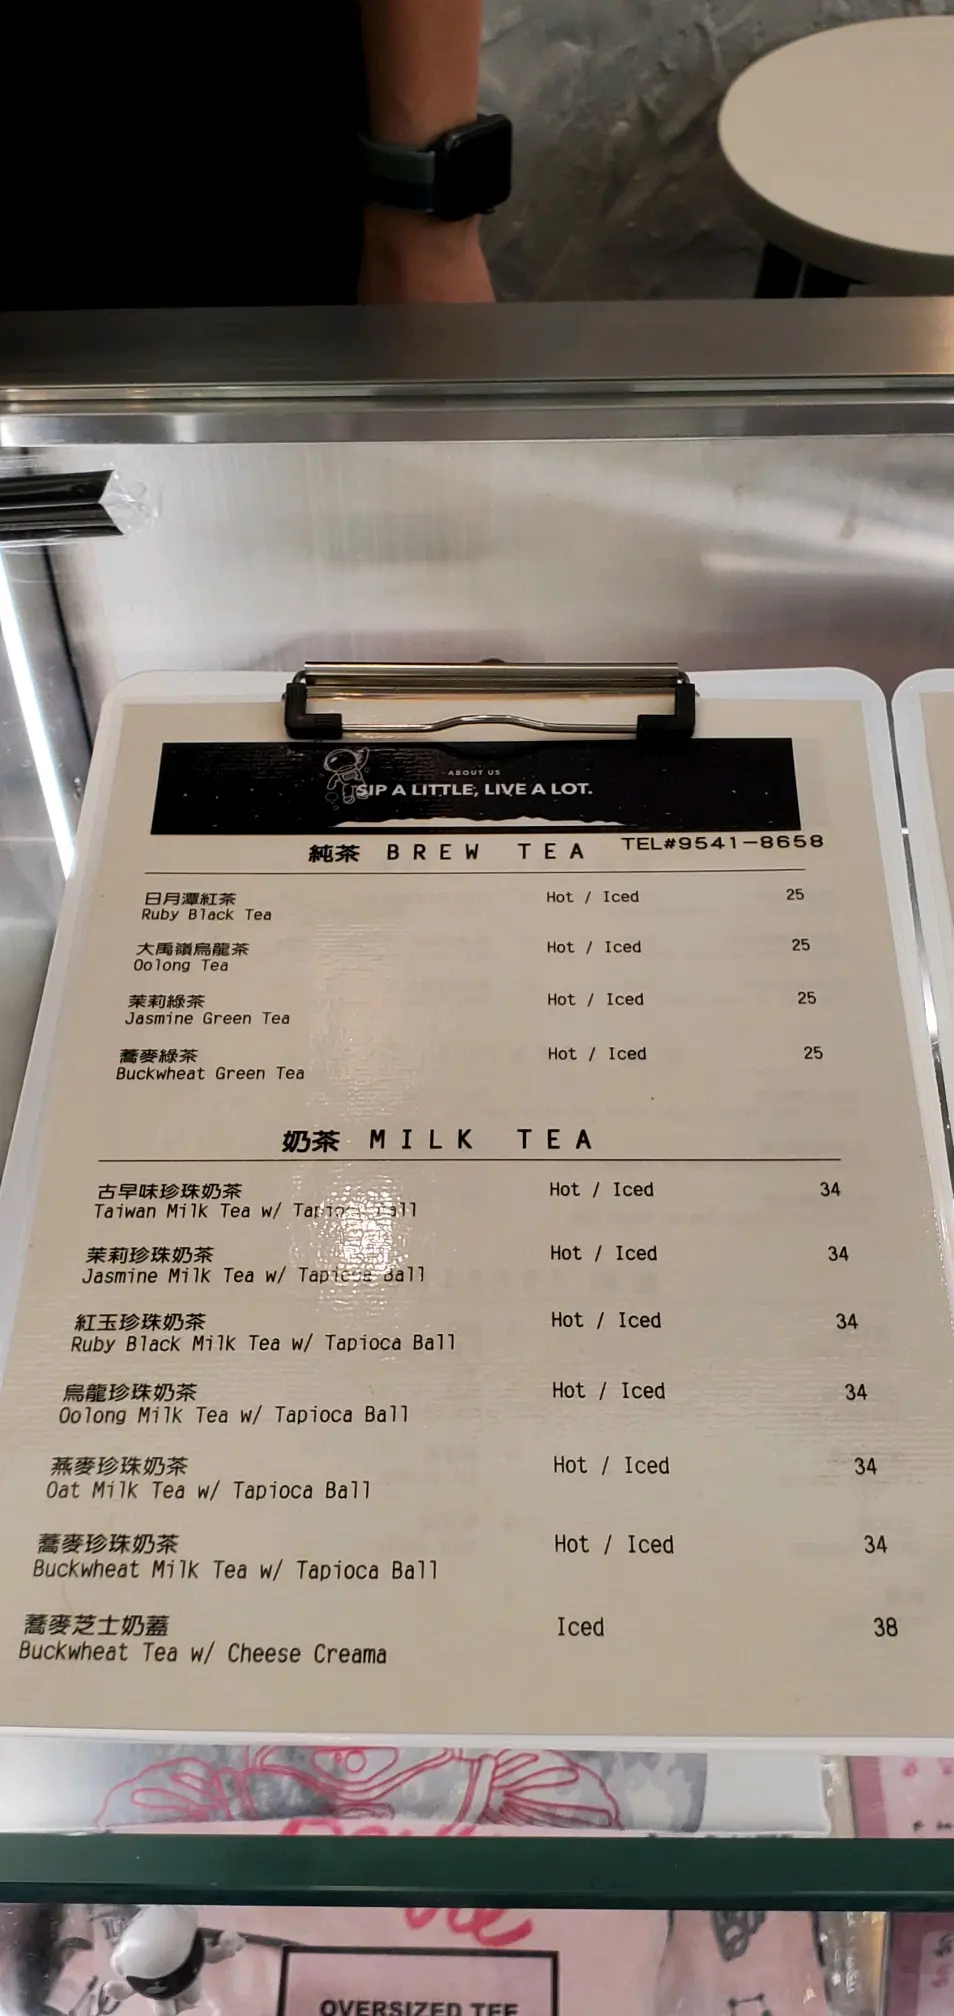 ABOUT US
SIP A LITTLE, LIVE A LOT.
純茶 BREW TEA TEL#9541-8658
日月潭紅茶 Hot / Iced 25
Ruby Black Tea
大禹嶺烏龍茶 Hot / Iced 25
Oolong Tea
茉莉綠茶 Hot / Iced 25
Jasmine Green Tea
蕎麥綠茶 Hot / Iced 25
Buckwheat Green Tea
奶茶 MILK TEA
古早味珍珠奶茶 Hot / Iced 34
Taiwan Milk Tea w/ Tapioca Ball
茉莉珍珠奶茶 Hot / Iced 34
Jasmine Milk Tea w/ Tapioca Ball
紅玉珍珠奶茶 Hot / Iced 34
Ruby Black Milk Tea w/ Tapioca Ball
烏龍珍珠奶茶 Hot / Iced 34
Oolong Milk Tea w/ Tapioca Ball
燕麥珍珠奶茶 Hot / Iced 34
Oat Milk Tea w/ Tapioca Ball
蕎麥珍珠奶茶 Hot / Iced 34
Buckwheat Milk Tea w/ Tapioca Ball
蕎麥芝士奶蓋 Iced 38
Buckwheat Tea w/ Cheese Creama
OVERSIZED TEE